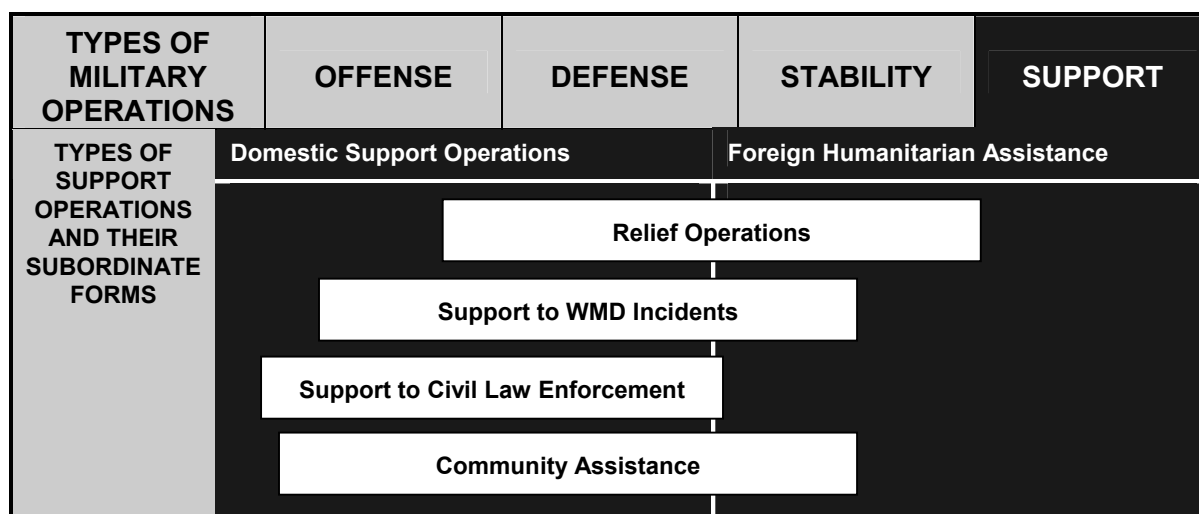 TYPES OF
MILITARY
OPERATIONS
OFFENSE
DEFENSE
STABILITY
SUPPORT
TYPES OF
SUPPORT
OPERATIONS
AND THEIR
SUBORDINATE
FORMS
Domestic Support Operations
Foreign Humanitarian Assistance
Relief Operations
Support to WMD Incidents
Support to Civil Law Enforcement
Community Assistance